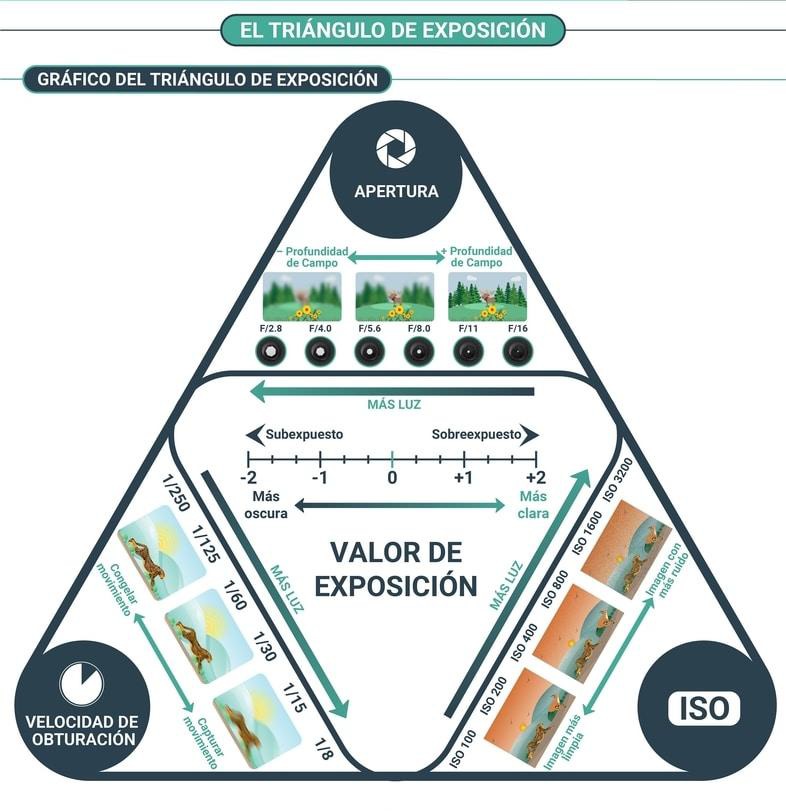 EL TRIÁNGULO DE EXPOSICIÓN
GRÁFICO DEL TRIÁNGULO DE EXPOSICIÓN
APERTURA
- Profundidad
de Campo
+ Profundidad
de Campo
F/2.8
F/4.0
F/5.6
F/8.0
F/11
F/16
MÁS LUZ
Subexpuesto
Sobreexpuesto
-2
-1
0
+1
+2
Más
oscura
Más
clara
VALOR DE
EXPOSICIÓN
1/250
1/125
1/60
1/30
1/15
1/8
MÁS LUZ
Congelar
movimiento
Capturar
movimiento
VELOCIDAD DE
OBTURACIÓN
MÁS LUZ
ISO 3200
ISO 1600
ISO 800
ISO 400
ISO 200
ISO 100
Imagen con
más ruido
Imagen más
limpia
ISO